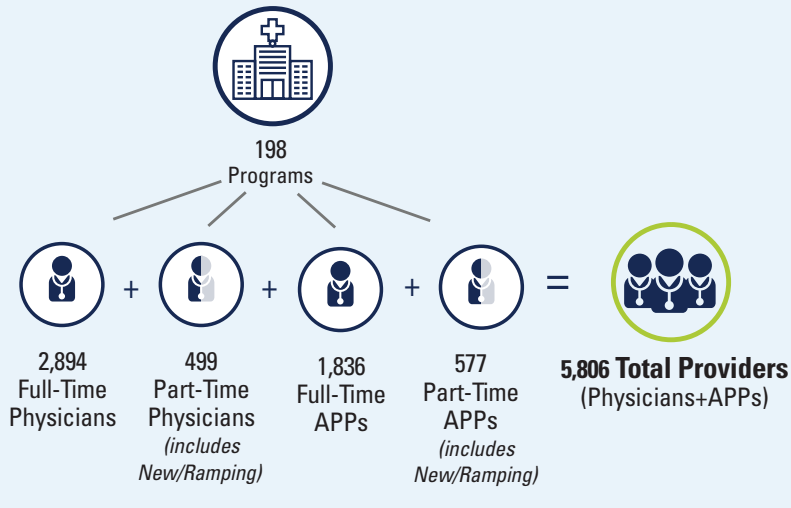 198
Programs
+
+
+
=
2,894
Full-Time
Physicians
499
Part-Time
Physicians
(includes
New/Ramping)
1,836
Full-Time
APPs
577
Part-Time
APPs
(includes
New/Ramping)
5,806 Total Providers
(Physicians+APPs)